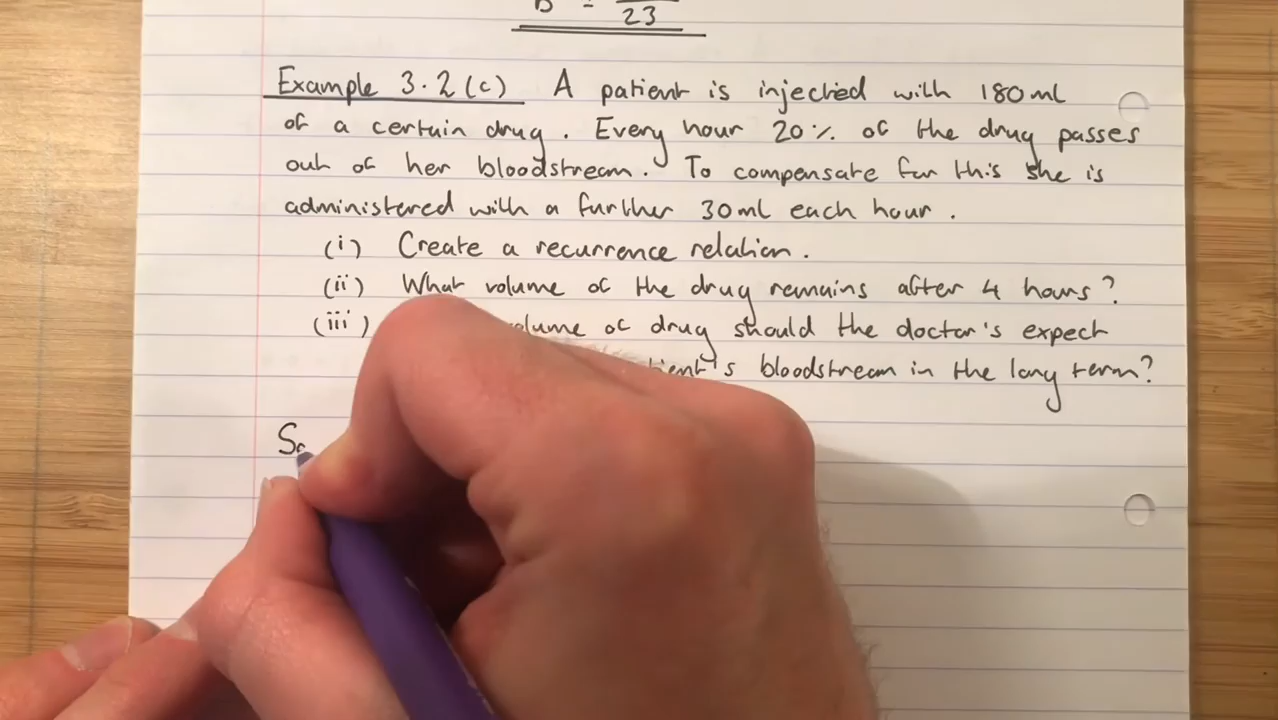 23
Example 3.2 (c) A patient is injected with 180ml
of a certain drug. Every hour 20% of the drug passes
out of her bloodstream. To compensate for this she is
administered with a further 30ml each hour.
(i) Create a recurrence relation.
(ii) What volume of the drug remains after 4 hours?
(iii) volume of drug should the doctor's expect
bloodstream in the long term?